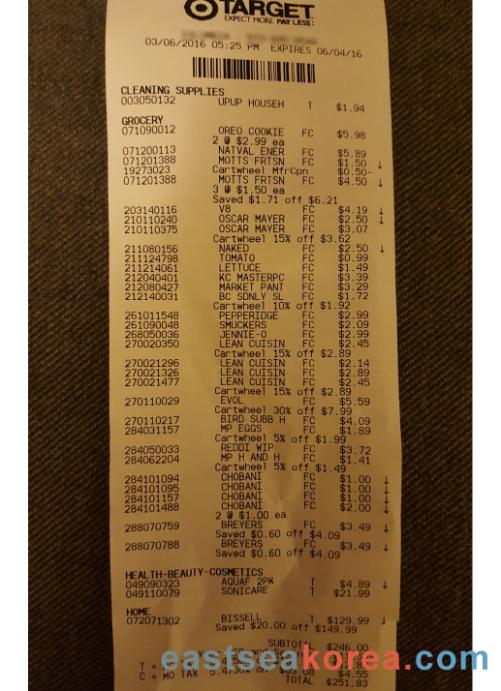 TARGET
EXPECT MORE. PAY LESS.
03/06/2016 05:25 PM EXPIRES 06/04/16
CLEANING SUPPLIES
003050132 UPUP HOUSEH T $1.94
GROCERY
071090012 OREO COOKIE FC $5.98
2 @ $2.99 ea
071200113 NATVAL ENER FC $5.89
071201388 MOTTS FRTSN FC $1.50 ↓
19273023 Cartwheel MfrCpn $0.50-
071201388 MOTTS FRTSN FC $4.50 ↓
3 @ $1.50 ea
Saved $1.71 off $6.21
203140116 V8 FC $4.19 ↓
210110240 OSCAR MAYER FC $2.50 ↓
210110375 OSCAR MAYER FC $3.07
Cartwheel 15% off $3.62
211080156 NAKED FC $2.50 ↓
211124798 TOMATO FC $0.99
211214061 LETTUCE FC $1.49
212040401 KC MASTERPC FC $3.39
212080427 MARKET PANT FC $3.29
212140031 BC SDNLY SL FC $1.72
Cartwheel 10% off $1.92
261011548 PEPPERIDGE FC $2.99
261090048 SMUCKERS FC $2.09
268050036 JENNIE-O FC $2.99
270020350 LEAN CUISIN FC $2.45
Cartwheel 15% off $2.89
270021296 LEAN CUISIN FC $2.14
270021326 LEAN CUISIN FC $2.89
270021477 LEAN CUISIN FC $2.45
Cartwheel 15% off $2.89
270110029 EVOL FC $5.59
Cartwheel 30% off $7.99
270110217 BIRD SUBB H FC $4.09
284031157 MP EGGS FC $1.89
Cartwheel 5% off $1.99
284050033 REDDI WIP FC $3.72
284062204 MP H AND H FC $1.41
Cartwheel 5% off $1.49
284101094 CHOBANI FC $1.00 ↓
284101095 CHOBANI FC $1.00 ↓
284101157 CHOBANI FC $1.00 ↓
284101488 CHOBANI FC $2.00 ↓
2 @ $1.00 ea
288070759 BREYERS FC $3.49 ↓
Saved $0.60 off $4.09
288070788 BREYERS FC $3.49 ↓
Saved $0.60 off $4.09
HEALTH-BEAUTY-COSMETICS
049090323 AQUAF 2PK T $4.89 ↓
049110079 SONICARE T $21.99
HOME
072071302 BISSELL T $129.99 ↓
Saved $20.00 off $149.99
SUBTOTAL $246.00
T =
C = MO TAX $4.55
TOTAL $251.83
eastseakorea.com